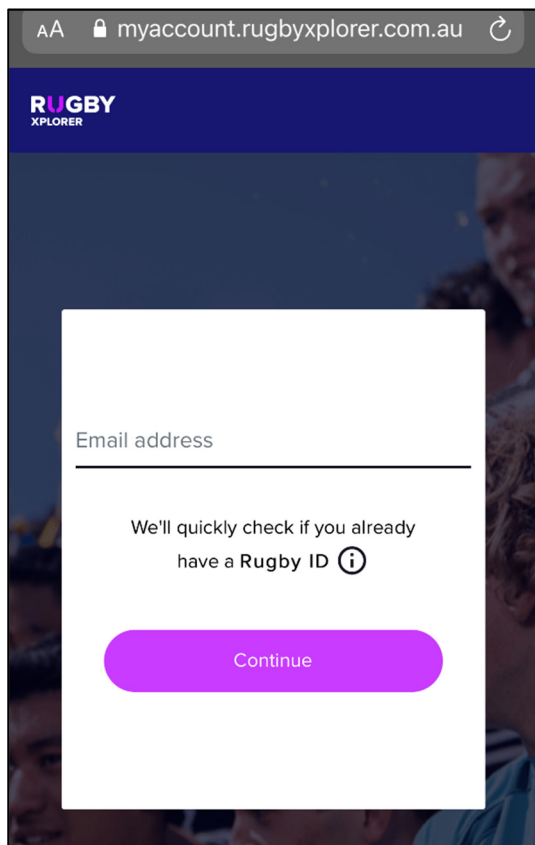 AA myaccount.rugbyxplorer.com.au
RUGBY
XPLORER
Email address
We'll quickly check if you already
have a Rugby ID
Continue